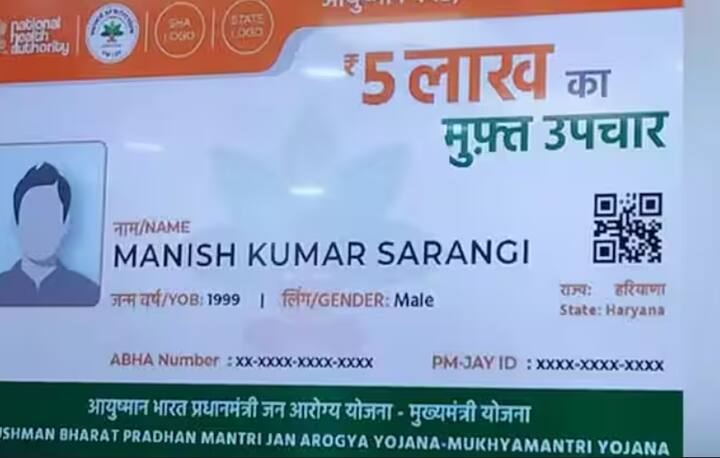 national
health
authority
SHA
LOGO
STATE
LOGO
₹5 लाख का
मुफ़्त उपचार
नाम/NAME
MANISH KUMAR SARANGI
जन्म वर्ष/YOB: 1999 | लिंग/GENDER: Male
राज्य: हरियाणा
State: Haryana
ABHA Number : xx-xxxx-xxxx-xxxx
PM-JAY ID : xxxx-xxxx-xxxx
आयुष्मान भारत प्रधानमंत्री जन आरोग्य योजना - मुख्यमंत्री योजना
USHMAN BHARAT PRADHAN MANTRI JAN AROGYA YOJANA-MUKHYAMANTRI YOJANA